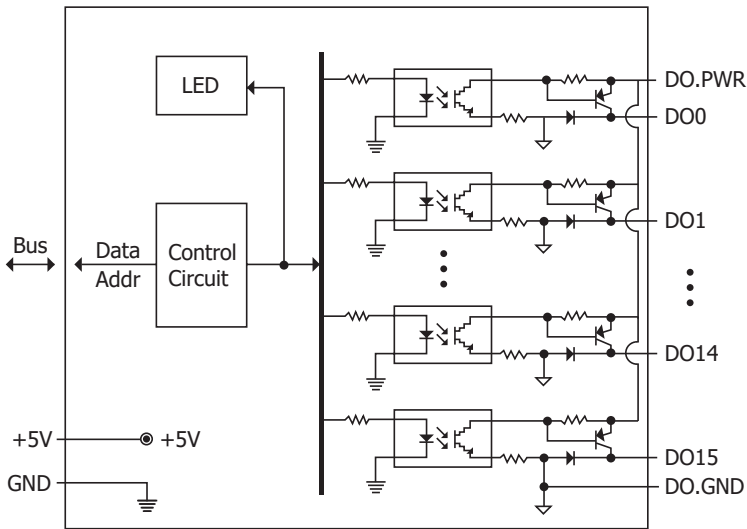 LED
DO.PWR
DO0
DO1
Bus
Data
Addr
Control
Circuit
DO14
+5V
+5V
DO15
GND
DO.GND